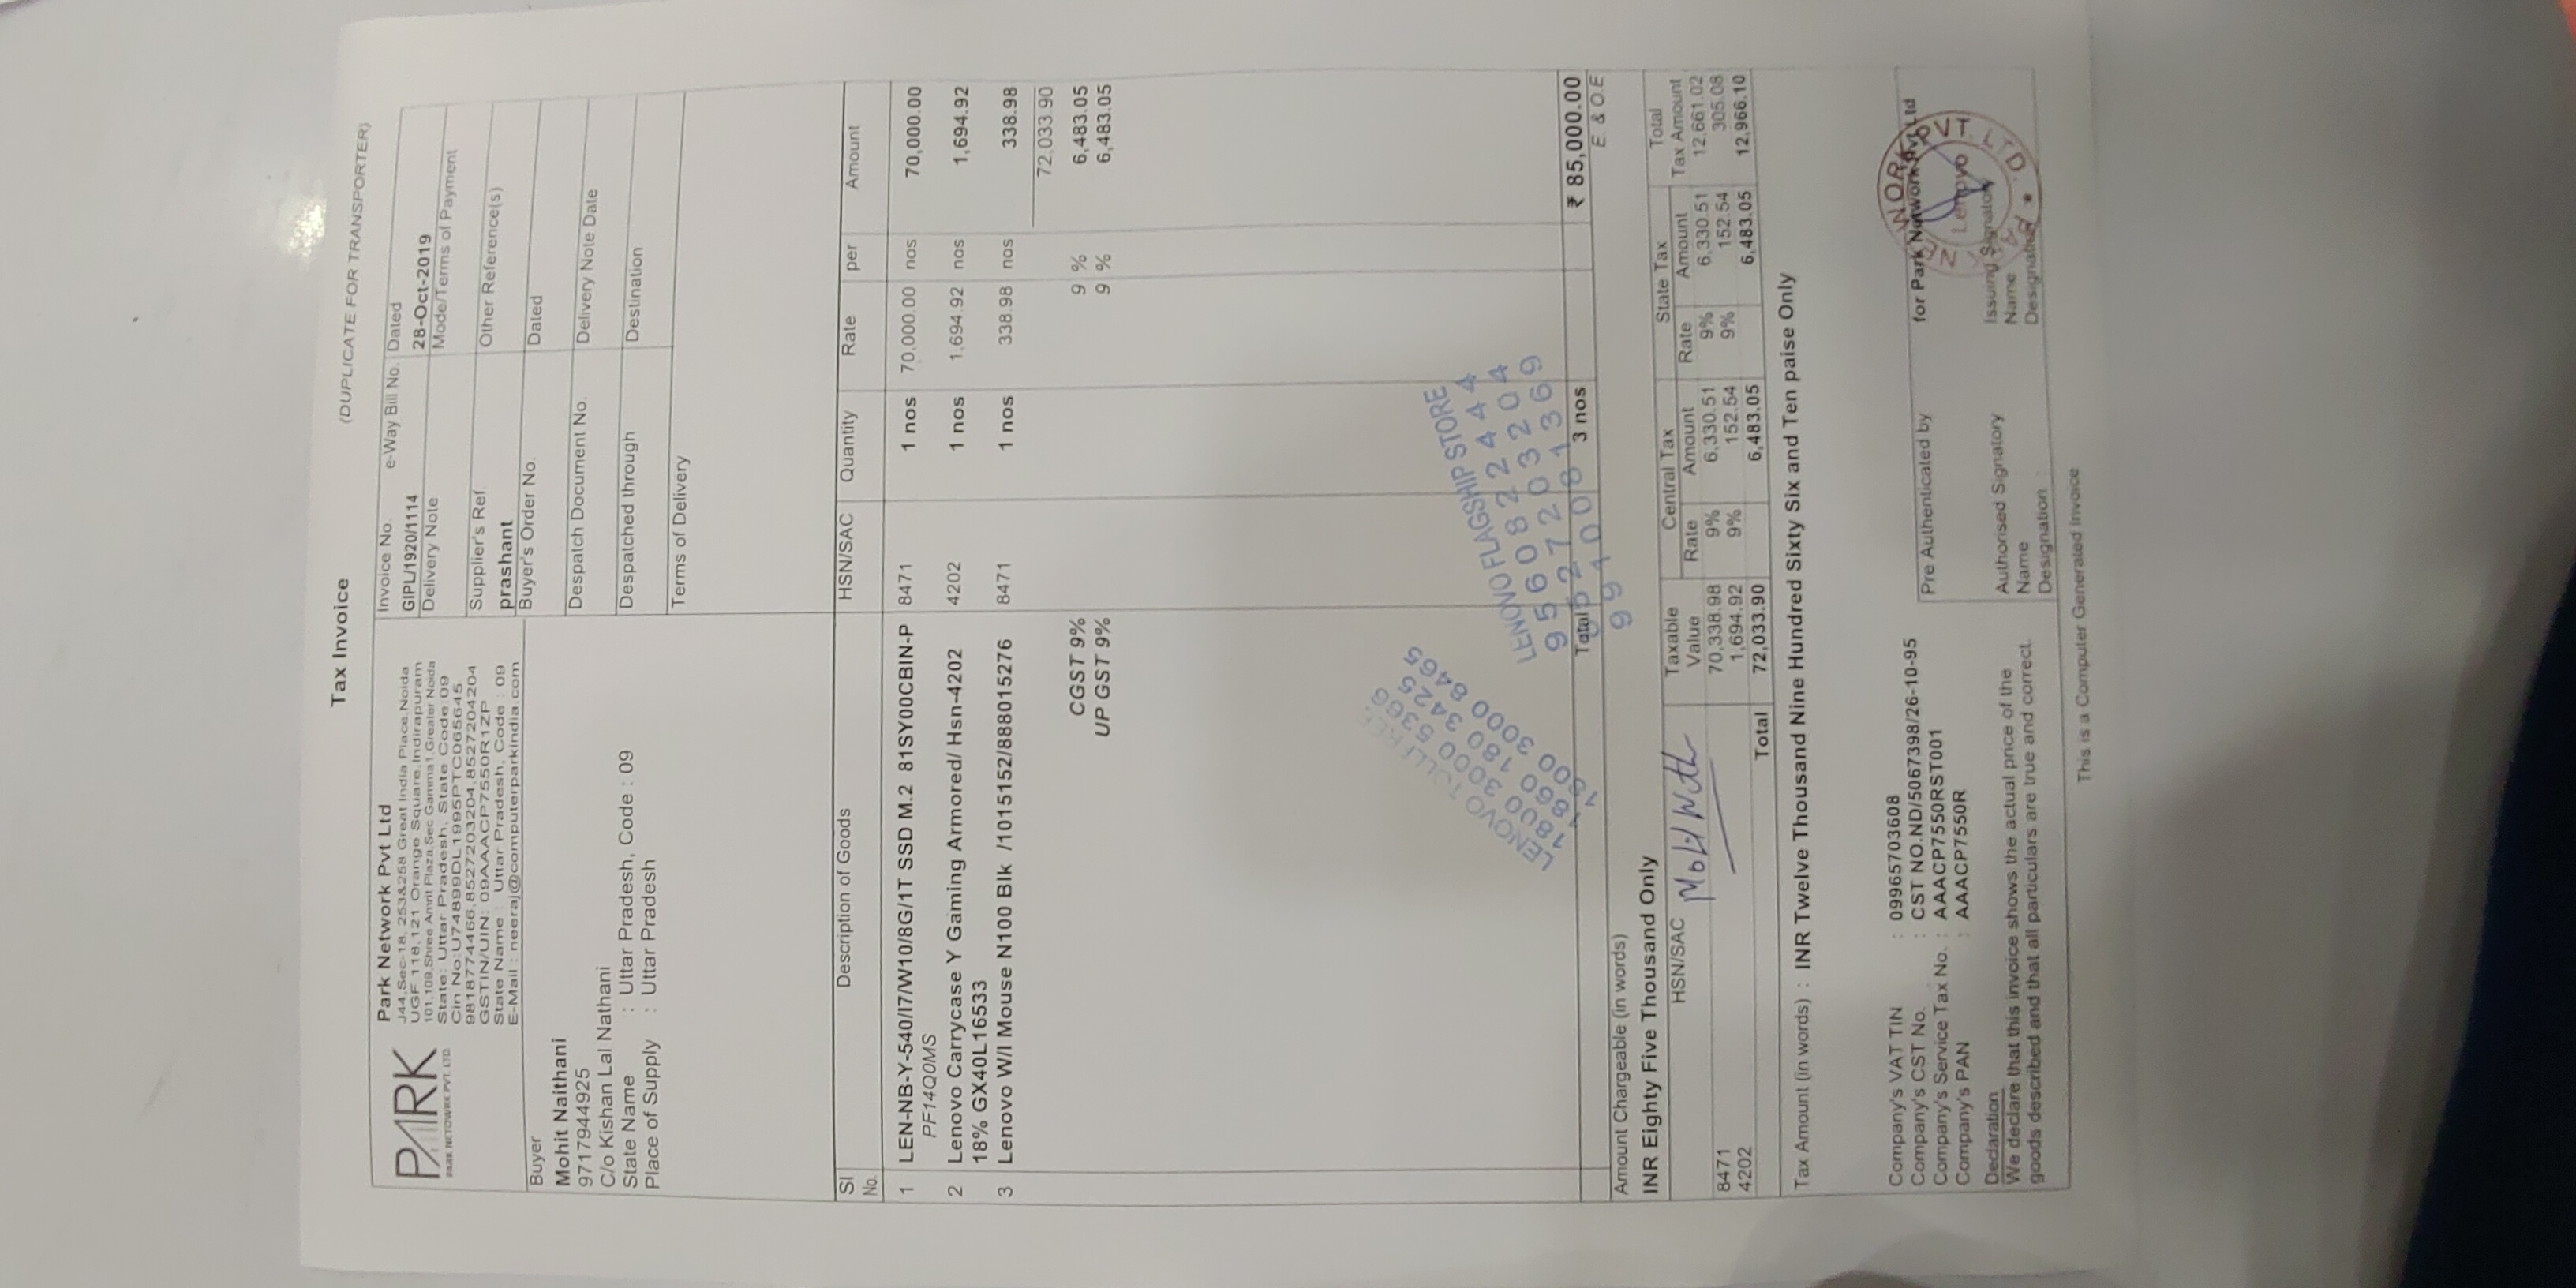 Tax Invoice
(DUPLICATE FOR TRANSPORTER)
PARK
PARK NETOWRK PVT. LTD.
Park Network Pvt Ltd
J44,Sec-18, 253&258 Great India Place,Noida
UGF 118,121 Orange Square,Indirapuram
101,109,Shree Amrit Plaza,Sec Gamma1,Greater Noida
State: Uttar Pradesh, State Code:09
Cin No:U74899DL1995PTC065645
9818774466,8527203204,8527204204
GSTIN/UIN: 09AAACP7550R1ZP
State Name : Uttar Pradesh, Code : 09
E-Mail : neeraj@computerparkindia.com
Invoice No. e-Way Bill No. Dated
GIPL/1920/1114 28-Oct-2019
Delivery Note Mode/Terms of Payment
Supplier's Ref. Other Reference(s)
prashant
Buyer's Order No. Dated
Despatch Document No. Delivery Note Date
Despatched through Destination
Terms of Delivery
Buyer
Mohit Naithani
9717944925
C/o Kishan Lal Nathani
State Name : Uttar Pradesh, Code : 09
Place of Supply : Uttar Pradesh
Sl No. Description of Goods HSN/SAC Quantity Rate per Amount
1 LEN-NB-Y-540/I7/W10/8G/1T SSD M.2 81SY00CBIN-P 8471 1 nos 70,000.00 nos 70,000.00
PF14Q0MS
2 Lenovo Carrycase Y Gaming Armored/ Hsn-4202 4202 1 nos 1,694.92 nos 1,694.92
18% GX40L16533
3 Lenovo W/l Mouse N100 Blk /1015152/888015276 8471 1 nos 338.98 nos 338.98
72,033.90
CGST 9% 9 % 6,483.05
UP GST 9% 9 % 6,483.05
LENOVO TOLLFREE
1800 3000 5366
1860 180 3425
1800 3000 8465
LENOVO FLAGSHIP STORE
9560822444
8527203204
9910081369
Total 3 nos ₹ 85,000.00
E. & O.E
Amount Chargeable (in words)
INR Eighty Five Thousand Only
HSN/SAC Taxable Value Central Tax State Tax Total Tax Amount
Rate Amount Rate Amount
8471 70,338.98 9% 6,330.51 9% 6,330.51 12,661.02
4202 1,694.92 9% 152.54 9% 152.54 305.08
Total 72,033.90 6,483.05 6,483.05 12,966.10
Tax Amount (in words) : INR Twelve Thousand Nine Hundred Sixty Six and Ten paise Only
Company's VAT TIN : 09965703608
Company's CST No. : CST NO.ND/5067398/26-10-95
Company's Service Tax No. : AAACP7550RST001
Company's PAN : AAACP7550R
Declaration
We declare that this invoice shows the actual price of the
goods described and that all particulars are true and correct.
Pre Authenticated by
Authorised Signatory
Name
Designation :
for Park Network Pvt Ltd
Lenovo
Issuing Signatory
Name
Designation
This is a Computer Generated Invoice